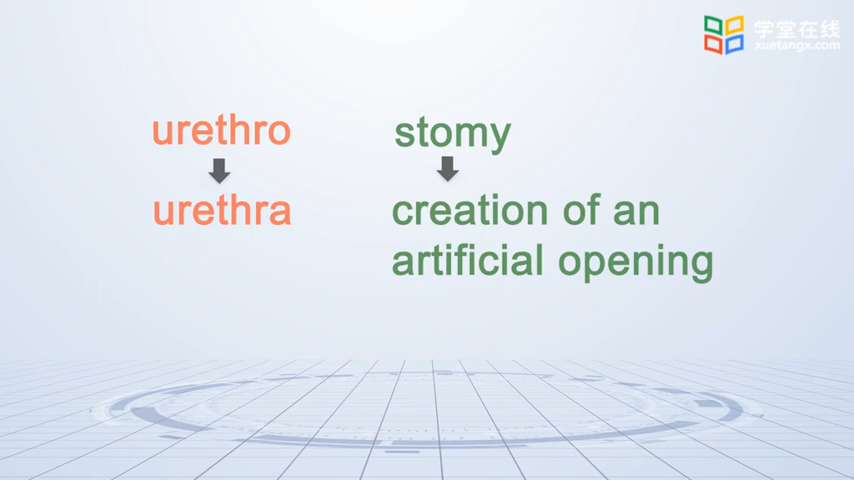 学堂在线
xuetangx.com
urethro stomy
urethra creation of an
artificial opening